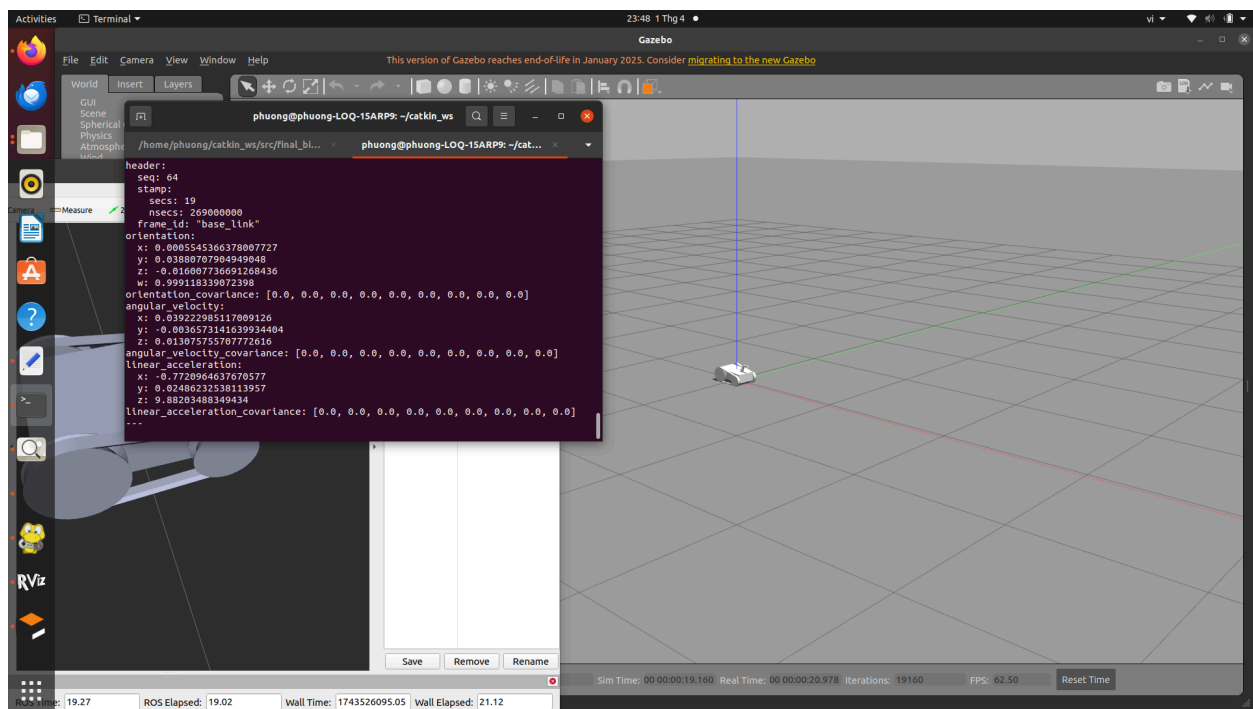 Activities Terminal 23:48 1 Thg 4 vi
Gazebo
File Edit Camera View Window Help This version of Gazebo reaches end-of-life in January 2025. Consider migrating to the new Gazebo
World Insert Layers
GUI
Scene
Spherical
Physics
Atmosphe
Wind
phuong@phuong-LOQ-15ARP9: ~/catkin_ws
/home/phuong/catkin_ws/src/final_bi... phuong@phuong-LOQ-15ARP9: ~/cat...
header:
seq: 64
stamp:
secs: 19
nsecs: 269000000
frame_id: "base_link"
orientation:
x: 0.0005545366378007727
y: 0.03880707904949048
z: -0.016007736691268436
w: 0.999118339072398
orientation_covariance: [0.0, 0.0, 0.0, 0.0, 0.0, 0.0, 0.0, 0.0, 0.0]
angular_velocity:
x: 0.03922985117009126
y: -0.0036573141639934404
z: 0.013075755707772616
angular_velocity_covariance: [0.0, 0.0, 0.0, 0.0, 0.0, 0.0, 0.0, 0.0, 0.0]
linear_acceleration:
x: -0.7720964637670577
y: 0.02486232538113957
z: 9.88203488349434
linear_acceleration_covariance: [0.0, 0.0, 0.0, 0.0, 0.0, 0.0, 0.0, 0.0, 0.0]
---
Camera Measure 2
RViz
Save Remove Rename
Sim Time: 00 00:00:19.160 Real Time: 00 00:00:20.978 Iterations: 19160 FPS: 62.50 Reset Time
ROS Time: 19.27 ROS Elapsed: 19.02 Wall Time: 1743526095.05 Wall Elapsed: 21.12